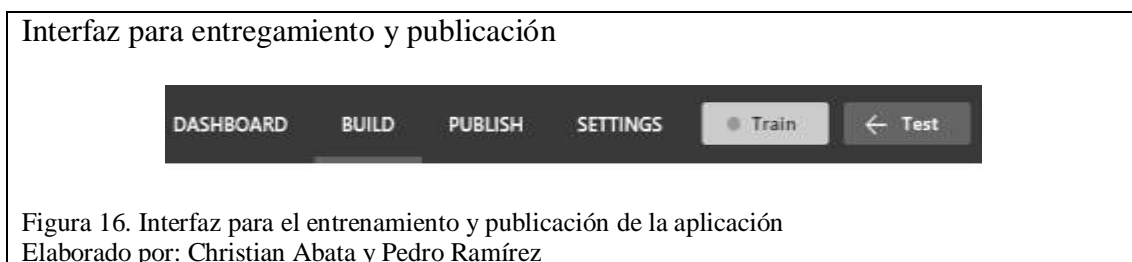 Interfaz para entregamiento y publicación
DASHBOARD BUILD PUBLISH SETTINGS Train ← Test
Figura 16. Interfaz para el entrenamiento y publicación de la aplicación
Elaborado por: Christian Abata y Pedro Ramírez